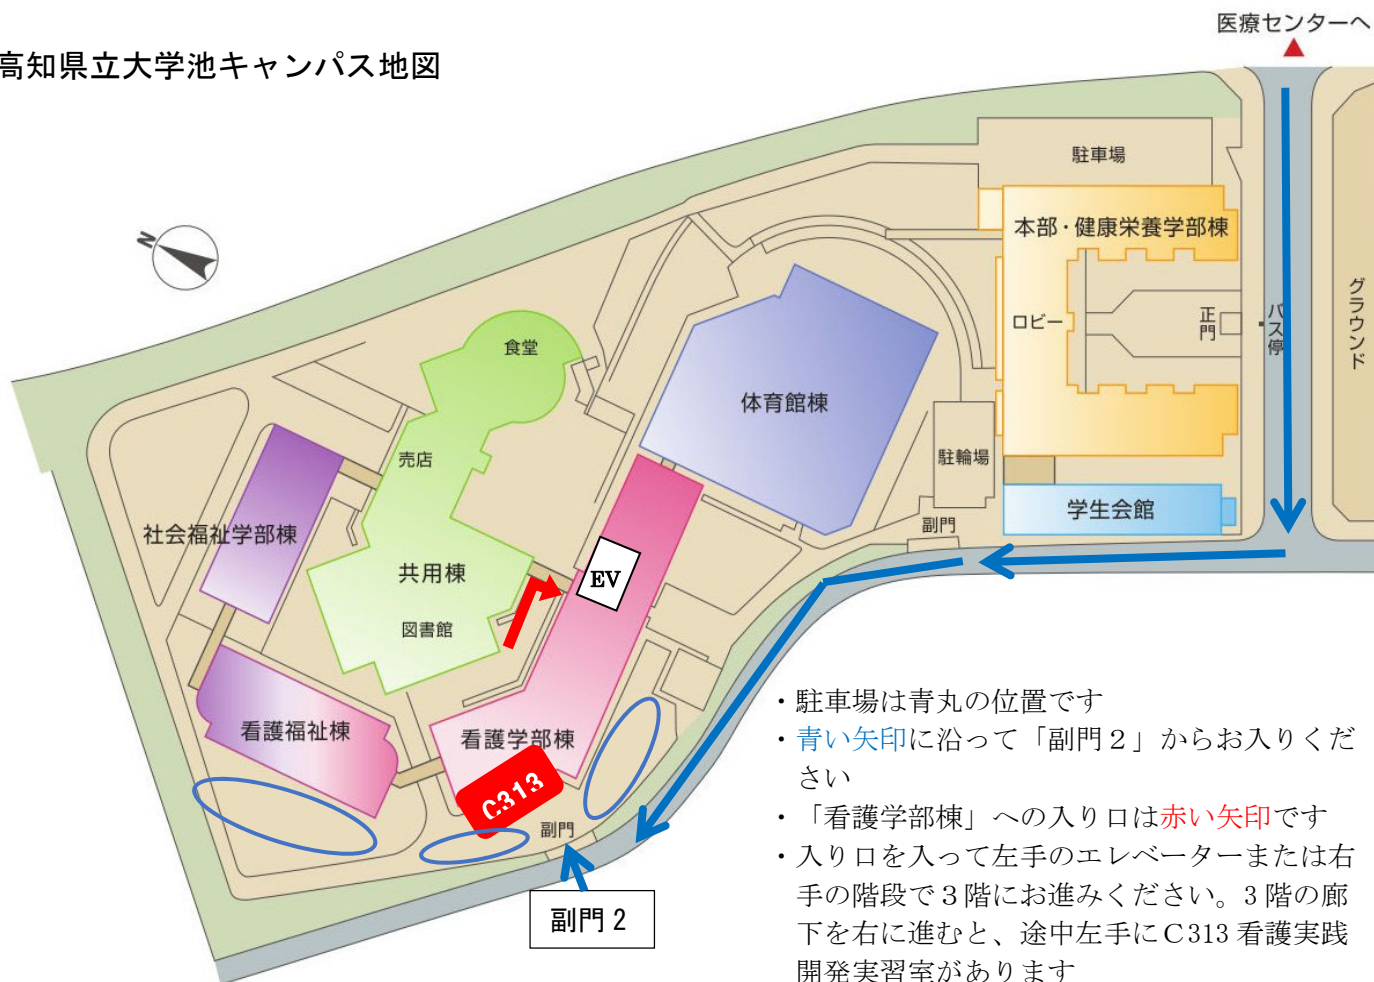 医療センターへ
高知県立大学池キャンパス地図
駐車場
本部・健康栄養学部棟
N
ロビー
正門
バス停
グラウンド
食堂
体育館棟
売店
駐輪場
学生会館
副門
社会福祉学部棟
共用棟
EV
図書館
看護福祉棟
看護学部棟
C313
副門
副門 2
・駐車場は青丸の位置です
・青い矢印に沿って「副門２」からお入りくだ
さい
・「看護学部棟」への入り口は赤い矢印です
・入り口を入って左手のエレベーターまたは右
手の階段で３階にお進みください。3 階の廊
下を右に進むと、途中左手にＣ313 看護実践
開発実習室があります